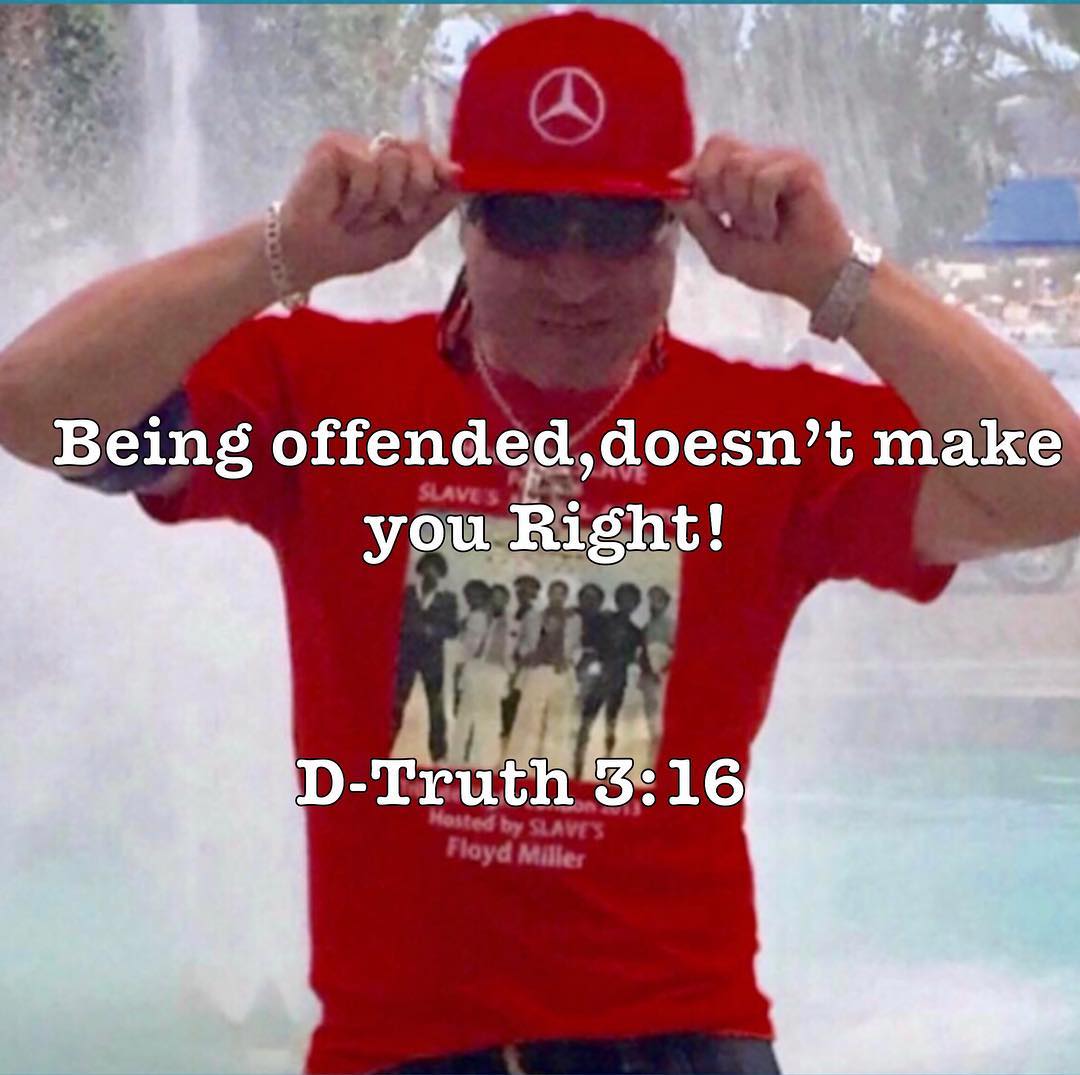 Being offended,doesn’t make
you Right!
SLAVE'S
D-Truth 3:16
Hosted by SLAVE'S
Floyd Miller